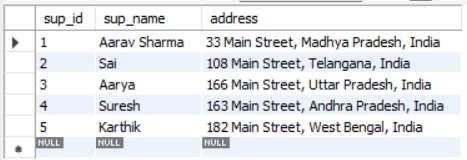 sup_id sup_name address
1 Aarav Sharma 33 Main Street, Madhya Pradesh, India
2 Sai 108 Main Street, Telangana, India
3 Aarya 166 Main Street, Uttar Pradesh, India
4 Suresh 163 Main Street, Andhra Pradesh, India
5 Karthik 182 Main Street, West Bengal, India
NULL NULL NULL